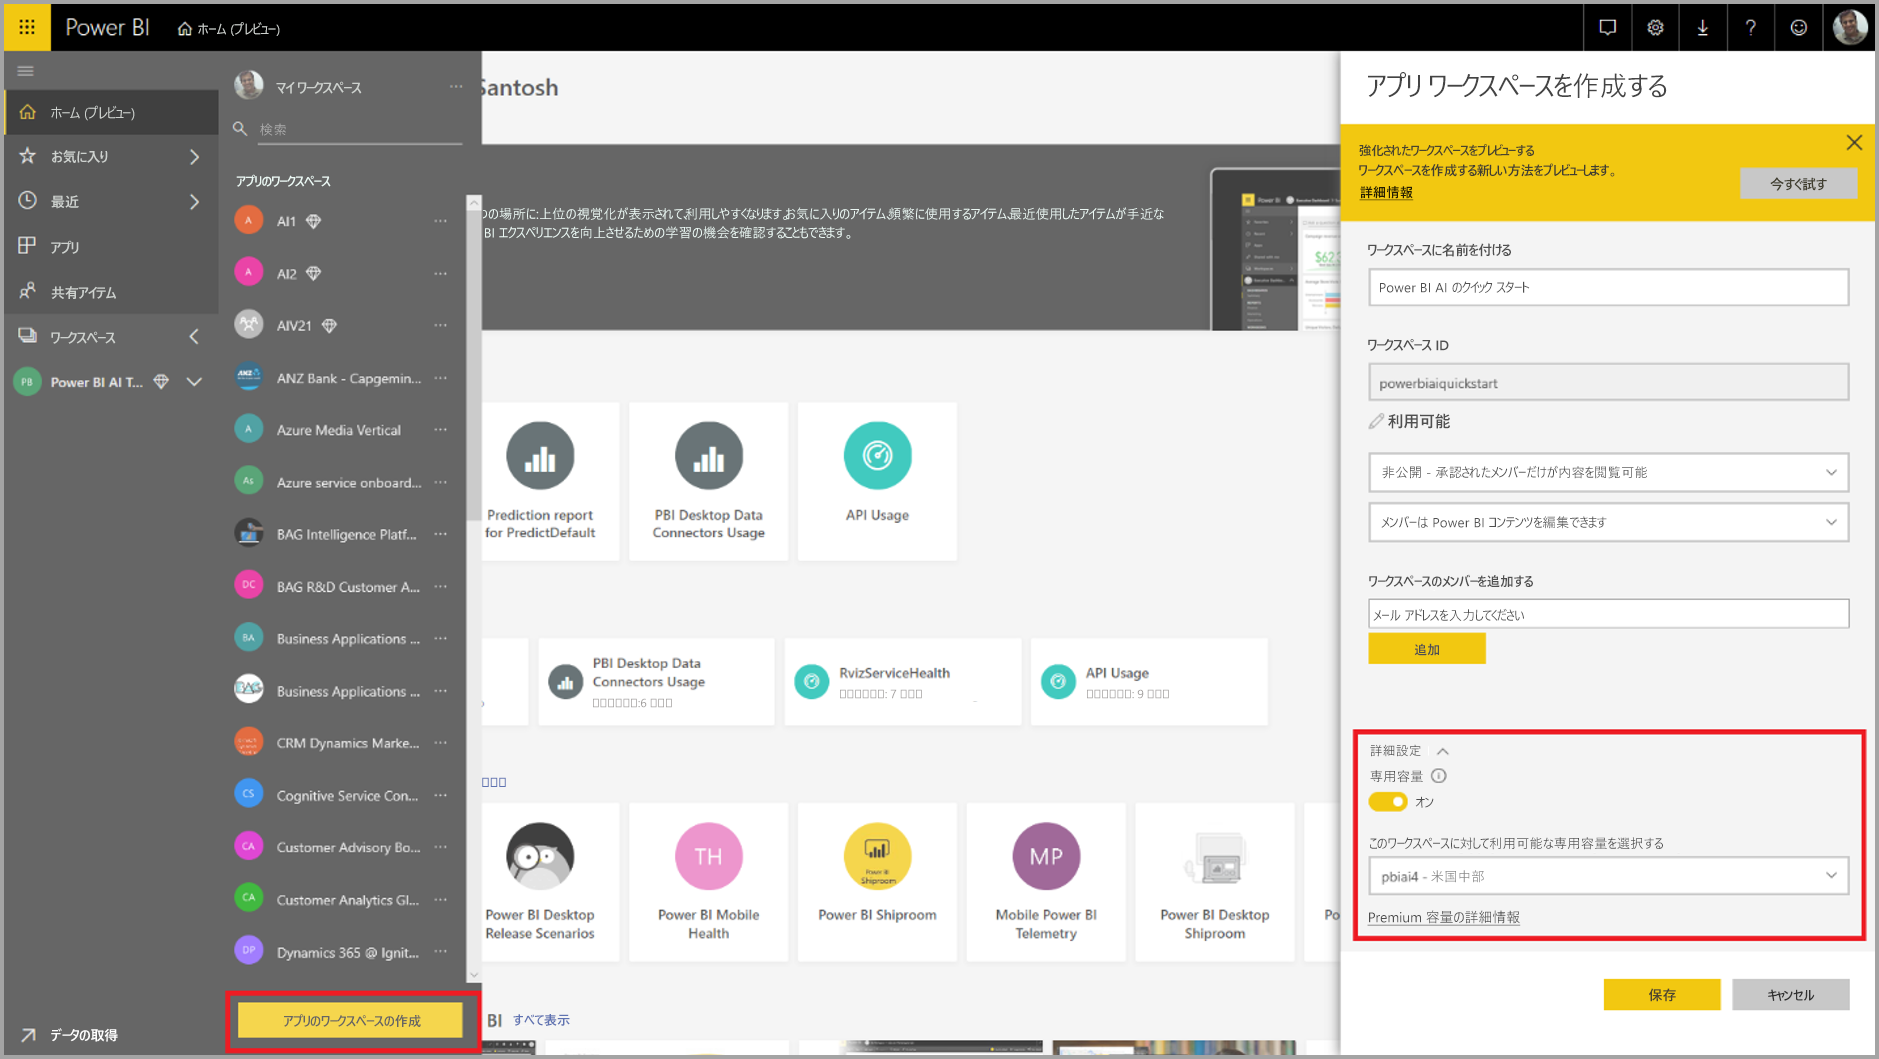 Power BI
ホーム (プレビュー)
ホーム (プレビュー)
お気に入り
最近
アプリ
共有アイテム
ワークスペース
PB
Power BI AI T...
データの取得
マイ ワークスペース
検索
アプリのワークスペース
A
AI1
A
AI2
AIV21
ANZ Bank - Capgemin...
A
Azure Media Vertical
As
Azure service onboard...
BAG Intelligence Platf...
DC
BAG R&D Customer A...
BA
Business Applications ...
BAG
Business Applications ...
CRM Dynamics Marke...
CS
Cognitive Service Con...
CA
Customer Advisory Bo...
CA
Customer Analytics Gl...
DP
Dynamics 365 @ Ignit...
アプリのワークスペースの作成
Santosh
つの場所に:上位の視覚化が表示されて利用しやすくなります。お気に入りのアイテム,頻繁に使用するアイテム,最近使用したアイテムが手近な
BI エクスペリエンスを向上させるための学習の機会を確認することもできます。
Power BI
Prediction report
for PredictDefault
PBI Desktop Data
Connectors Usage
API Usage
PBI Desktop Data
Connectors Usage
□□□□□□:6 □□□
RvizServiceHealth
□□□□□□: 7 □□□
API Usage
□□□□□□: 9 □□□
□□□
Power BI Desktop
Release Scenarios
TH
Power BI Mobile
Health
Power BI
Shiproom
Power BI Shiproom
MP
Mobile Power BI
Telemetry
Power BI Desktop
Shiproom
Po
BI すべて表示
アプリ ワークスペースを作成する
強化されたワークスペースをプレビューする
ワークスペースを作成する新しい方法をプレビューします。
詳細情報
今すぐ試す
ワークスペースに名前を付ける
Power BI AI のクイック スタート
ワークスペース ID
powerbiaiquickstart
利用可能
非公開 - 承認されたメンバーだけが内容を閲覧可能
メンバーは Power BI コンテンツを編集できます
ワークスペースのメンバーを追加する
メール アドレスを入力してください
追加
詳細設定
専用容量
オン
このワークスペースに対して利用可能な専用容量を選択する
pbiai4 - 米国中部
Premium 容量の詳細情報
保存
キャンセル